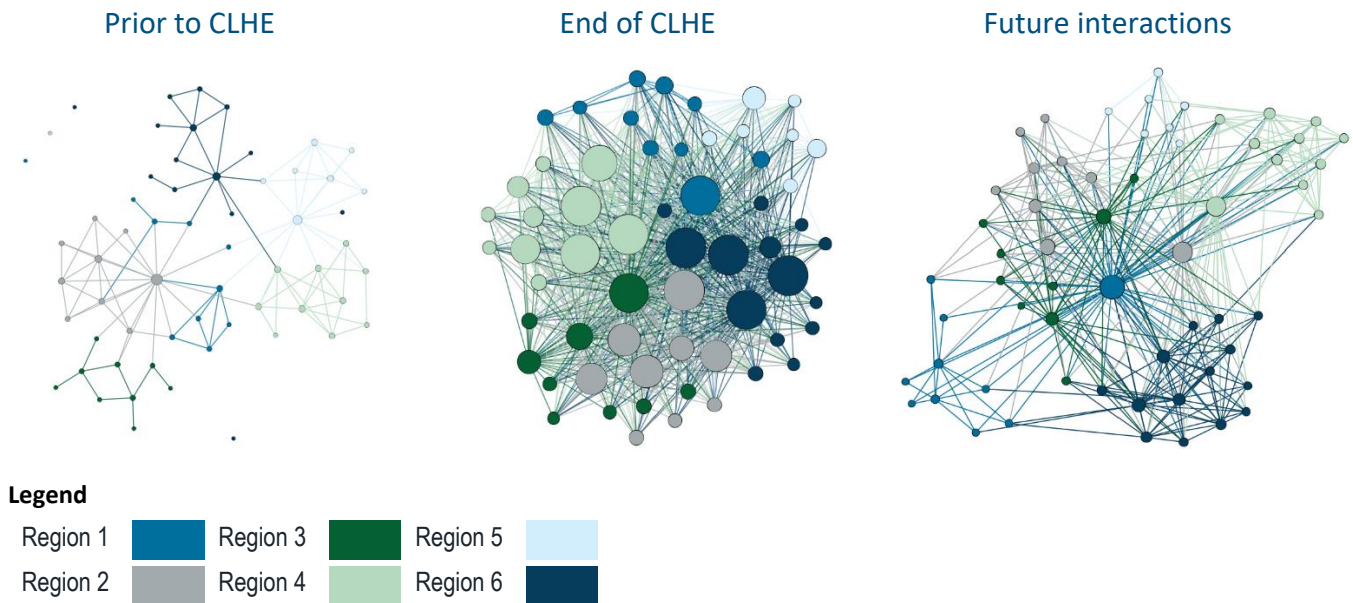 Prior to CLHE End of CLHE Future interactions
Legend
Region 1 Region 3 Region 5
Region 2 Region 4 Region 6